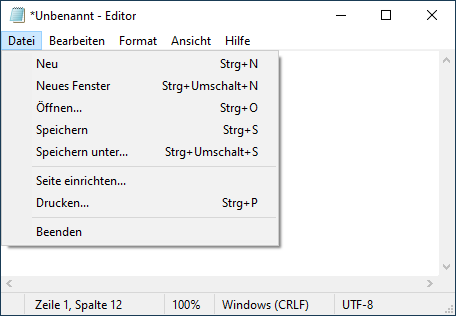 *Unbenannt - Editor
Datei Bearbeiten Format Ansicht Hilfe
Neu Strg+N
Neues Fenster Strg+Umschalt+N
Öffnen... Strg+O
Speichern Strg+S
Speichern unter... Strg+Umschalt+S
Seite einrichten...
Drucken... Strg+P
Beenden
Zeile 1, Spalte 12 100% Windows (CRLF) UTF-8